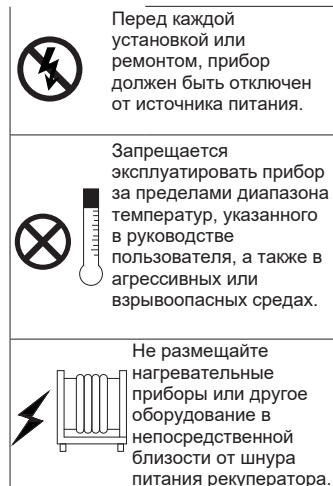 Перед каждой
установкой или
ремонтом, прибор
должен быть отключен
от источника питания.
Запрещается
эксплуатировать прибор
за пределами диапазона
температур, указанного
в руководстве
пользователя, а также в
агрессивных или
взрывоопасных средах.
Не размещайте
нагревательные
приборы или другое
оборудование в
непосредственной
близости от шнура
питания рекуператора.